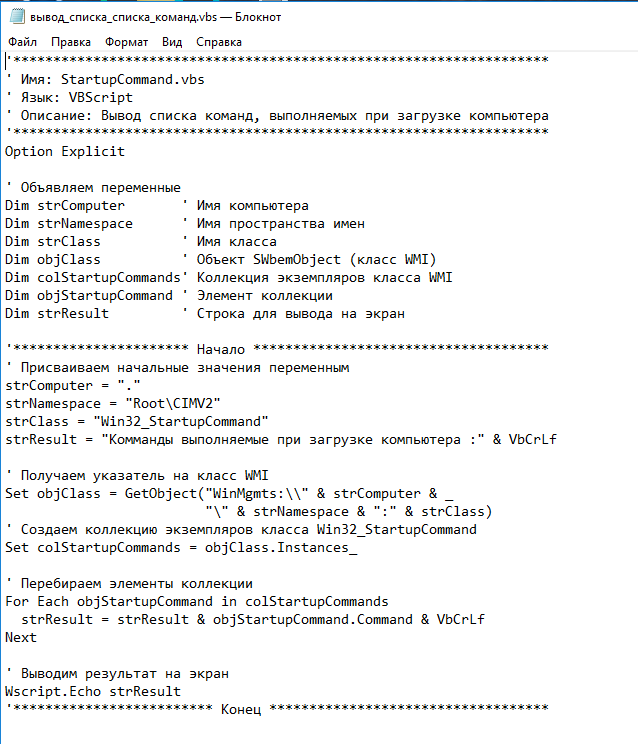 вывод_списка_списка_команд.vbs — Блокнот
Файл Правка Формат Вид Справка
'*******************************************************************
' Имя: StartupCommand.vbs
' Язык: VBScript
' Описание: Вывод списка команд, выполняемых при загрузке компьютера
'*******************************************************************
Option Explicit
' Объявляем переменные
Dim strComputer       ' Имя компьютера
Dim strNamespace      ' Имя пространства имен
Dim strClass          ' Имя класса
Dim objClass          ' Объект SWbemObject (класс WMI)
Dim colStartupCommands' Коллекция экземпляров класса WMI
Dim objStartupCommand ' Элемент коллекции
Dim strResult         ' Строка для вывода на экран
'********************** Начало *************************************
' Присваиваем начальные значения переменным
strComputer = "."
strNamespace = "Root\CIMV2"
strClass = "Win32_StartupCommand"
strResult = "Комманды выполняемые при загрузке компьютера :" & VbCrLf
' Получаем указатель на класс WMI
Set objClass = GetObject("WinMgmts:\\" & strComputer & _
                         "\" & strNamespace & ":" & strClass)
' Создаем коллекцию экземпляров класса Win32_StartupCommand
Set colStartupCommands = objClass.Instances_
' Перебираем элементы коллекции
For Each objStartupCommand in colStartupCommands
  strResult = strResult & objStartupCommand.Command & VbCrLf
Next
' Выводим результат на экран
Wscript.Echo strResult
'************************* Конец ***********************************